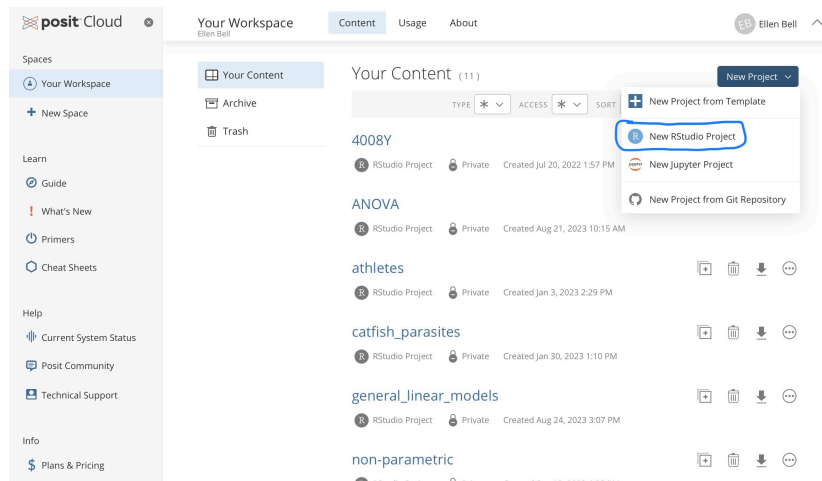 posit Cloud
Spaces
Your Workspace
New Space
Learn
Guide
What's New
Primers
Cheat Sheets
Help
Current System Status
Posit Community
Technical Support
Info
$ Plans & Pricing
Your Workspace
Ellen Bell
Content Usage About
EB Ellen Bell
Your Content
Archive
Trash
Your Content (11)
New Project
TYPE * ACCESS * SORT
New Project from Template
R New RStudio Project
New Jupyter Project
New Project from Git Repository
4008Y
R RStudio Project Private Created Jul 20, 2022 1:57 PM
ANOVA
R RStudio Project Private Created Aug 21, 2023 10:15 AM
athletes
R RStudio Project Private Created Jan 3, 2023 2:29 PM
catfish_parasites
R RStudio Project Private Created Jan 30, 2023 1:10 PM
general_linear_models
R RStudio Project Private Created Aug 24, 2023 3:07 PM
non-parametric